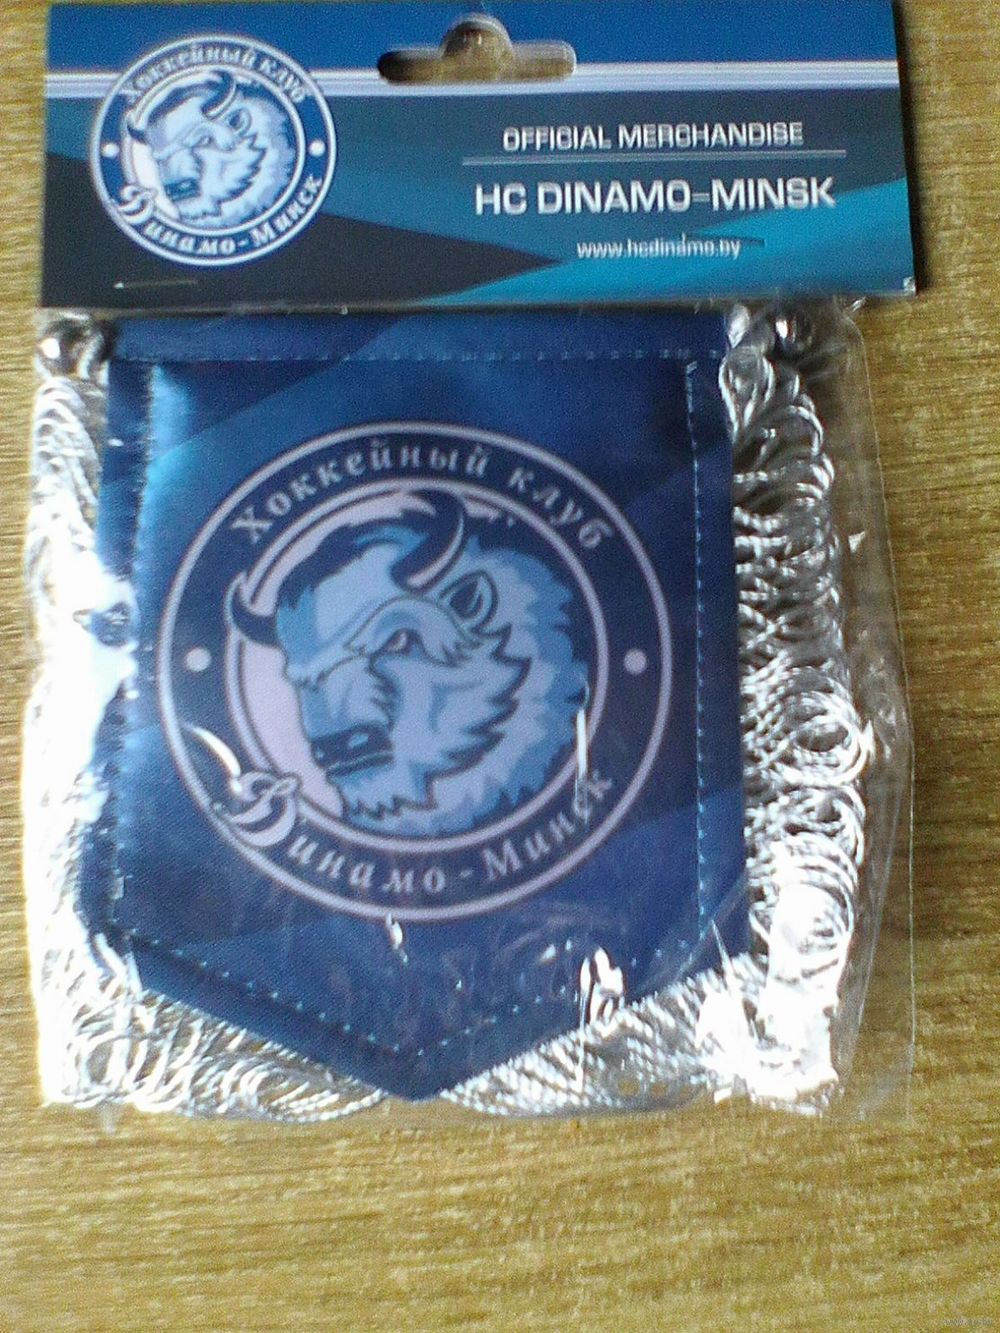 Хоккейный клуб
Динамо-Минск
OFFICIAL MERCHANDISE
HC DINAMO-MINSK
www.hcdinamo.by
Хоккейный клуб
Динамо-Минск